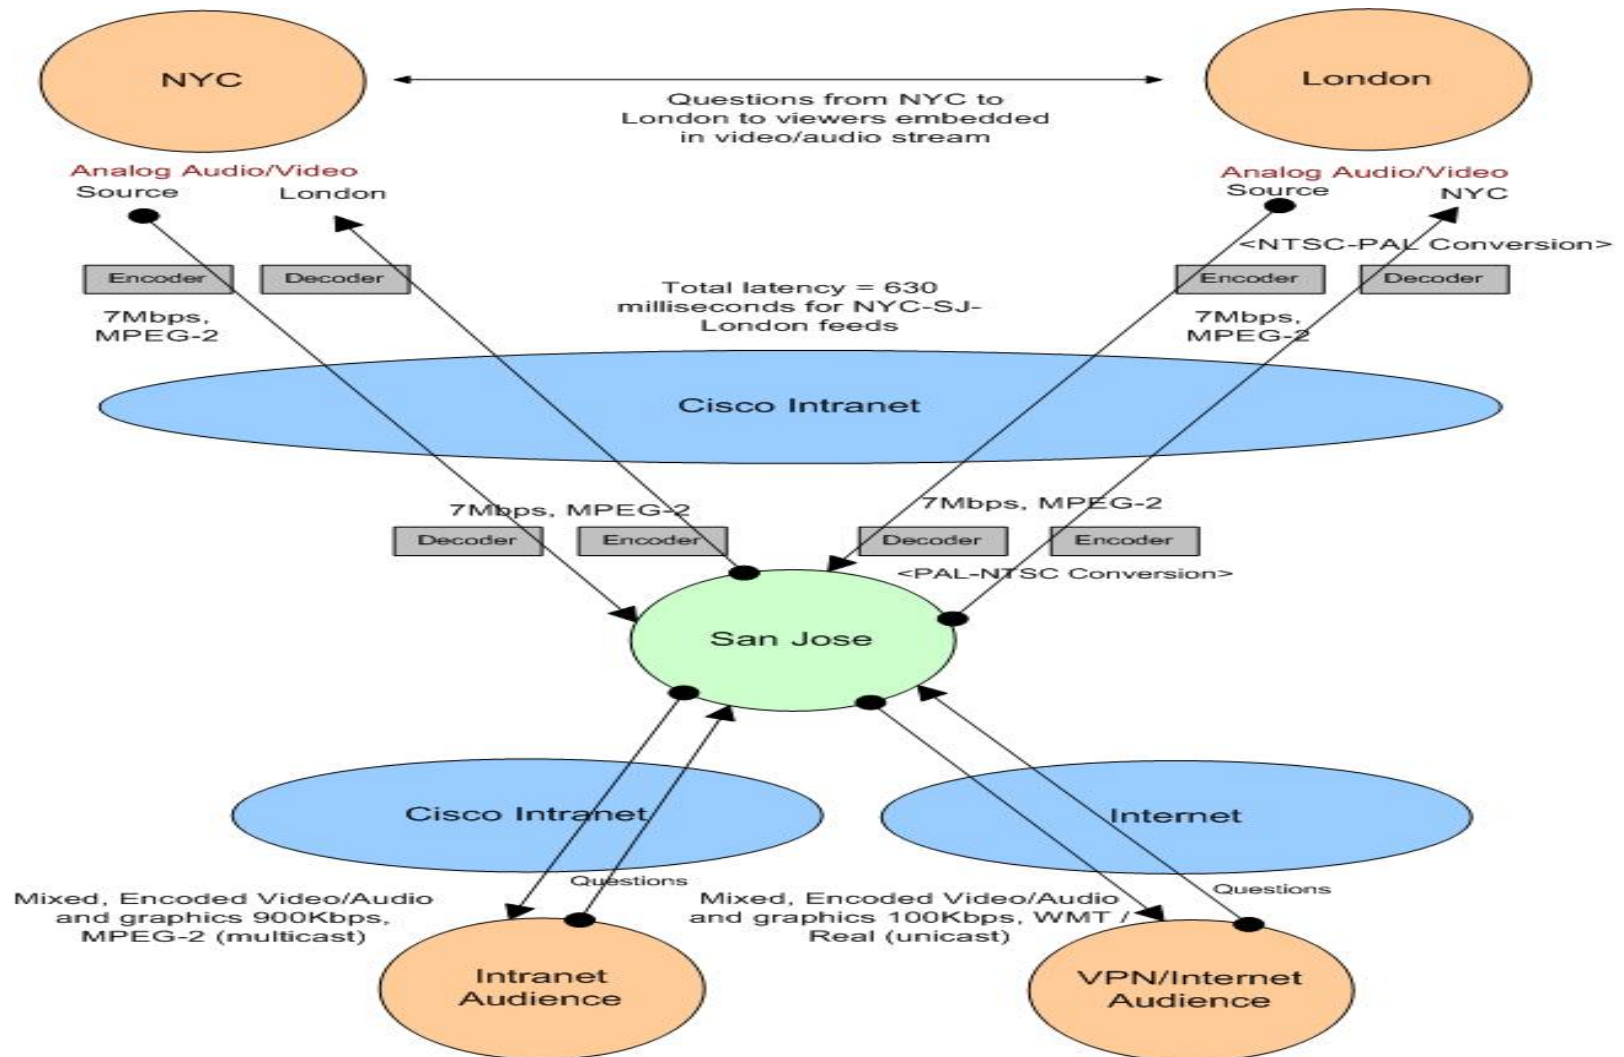 NYC
London
Questions from NYC to
London to viewers embedded
in video/audio stream
Analog Audio/Video
Source
London
Analog Audio/Video
Source
NYC
<NTSC-PAL Conversion>
Encoder
Decoder
Encoder
Decoder
7Mbps,
MPEG-2
Total latency = 630
milliseconds for NYC-SJ-
London feeds
7Mbps,
MPEG-2
Cisco Intranet
7Mbps, MPEG-2
7Mbps, MPEG-2
Decoder
Encoder
Decoder
Encoder
<PAL-NTSC Conversion>
San Jose
Cisco Intranet
Internet
Questions
Questions
Mixed, Encoded Video/Audio
and graphics 900Kbps,
MPEG-2 (multicast)
Mixed, Encoded Video/Audio
and graphics 100Kbps, WMT /
Real (unicast)
Intranet
Audience
VPN/Internet
Audience